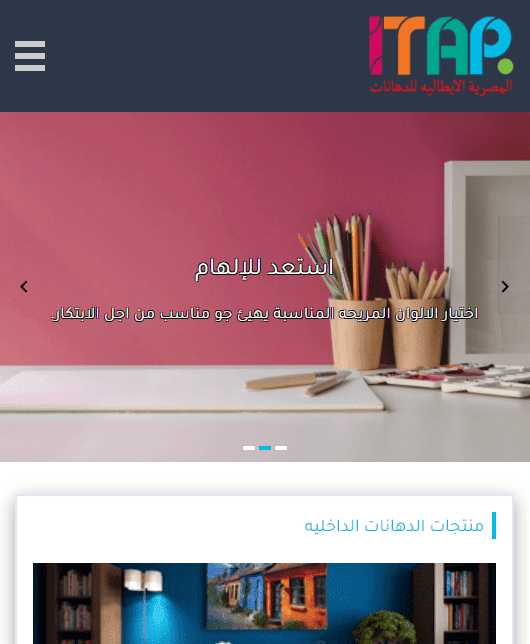 ITAP.
المصرية الايطاليه للدهانات
استعد للإلهام
اختيار الالوان المريحه المناسبة يهيئ جو مناسب من اجل الابتكار.
منتجات الدهانات الداخليه